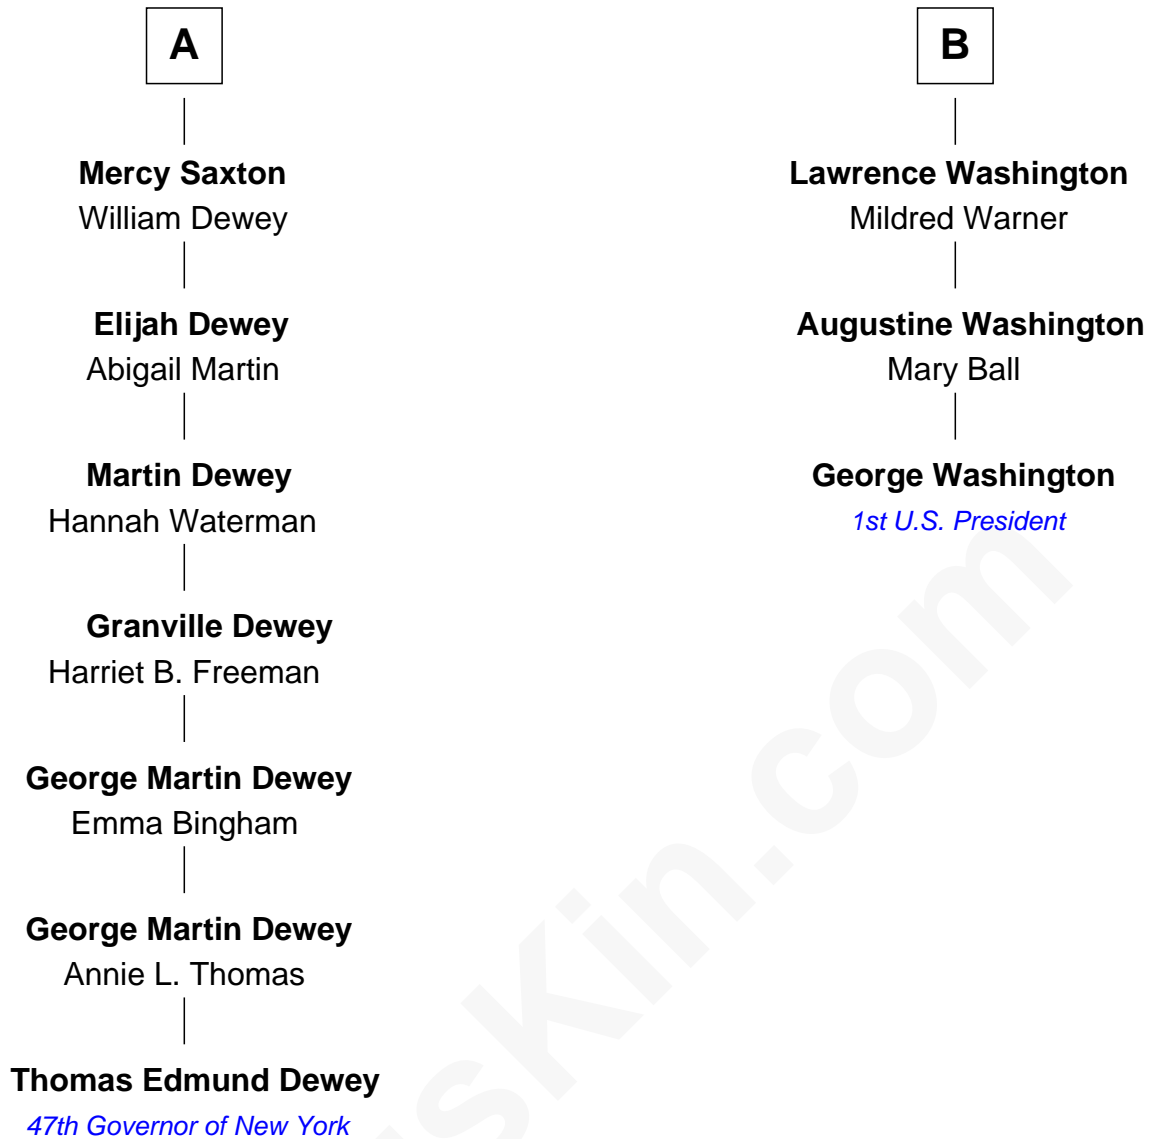 A
Mercy Saxton
William Dewey
Elijah Dewey
Abigail Martin
Martin Dewey
Hannah Waterman
Granville Dewey
Harriet B. Freeman
George Martin Dewey
Emma Bingham
George Martin Dewey
Annie L. Thomas
Thomas Edmund Dewey
47th Governor of New York
B
Lawrence Washington
Mildred Warner
Augustine Washington
Mary Ball
George Washington
1st U.S. President
usKin.com